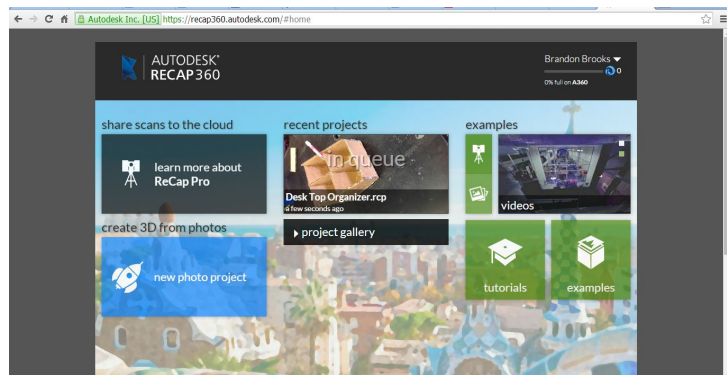 Autodesk Inc. [US] https://recap360.autodesk.com/#home
AUTODESK®
RECAP 360
Brandon Brooks
0
0% full on A360
share scans to the cloud
learn more about
ReCap Pro
create 3D from photos
new photo project
recent projects
in queue
Desk Top Organizer.rcp
a few seconds ago
project gallery
examples
videos
tutorials
examples